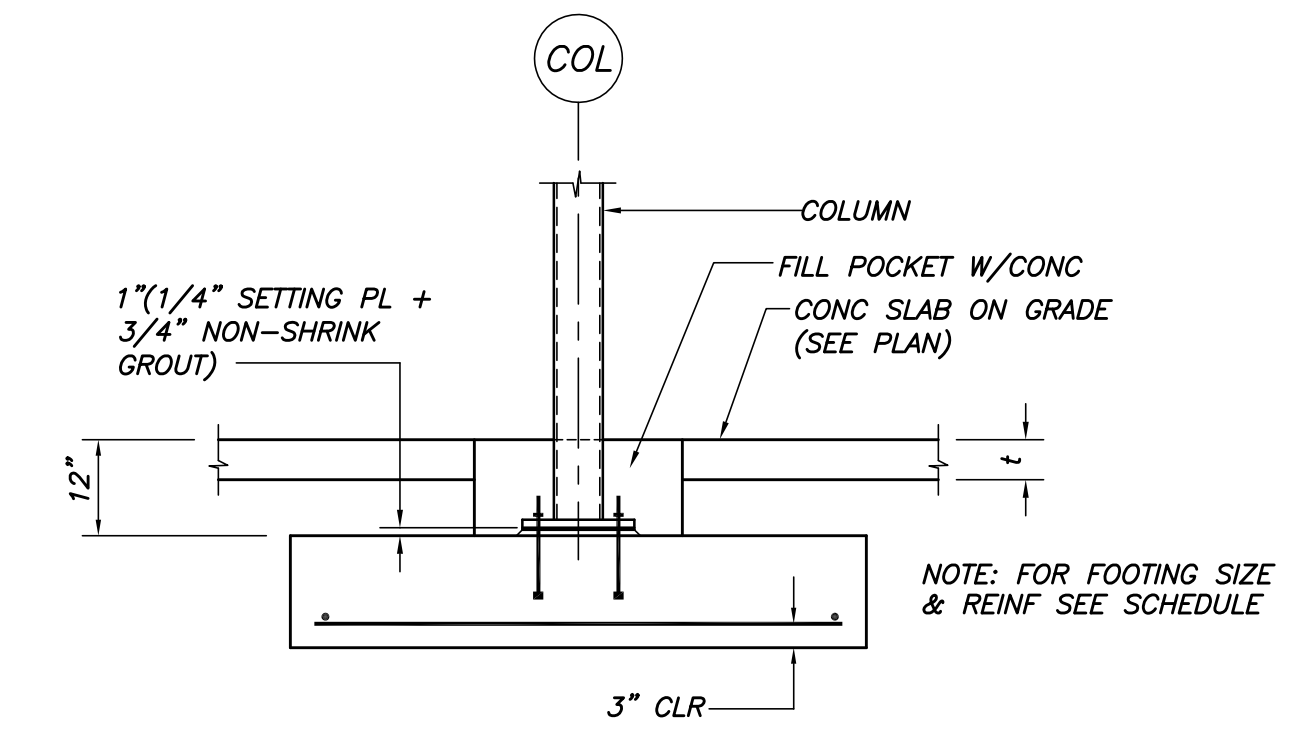 COL
COLUMN
FILL POCKET W/CONC
CONC SLAB ON GRADE
(SEE PLAN)
1"(1/4" SETTING PL +
3/4" NON-SHRINK
GROUT)
12"
t
NOTE: FOR FOOTING SIZE
& REINF SEE SCHEDULE
3" CLR